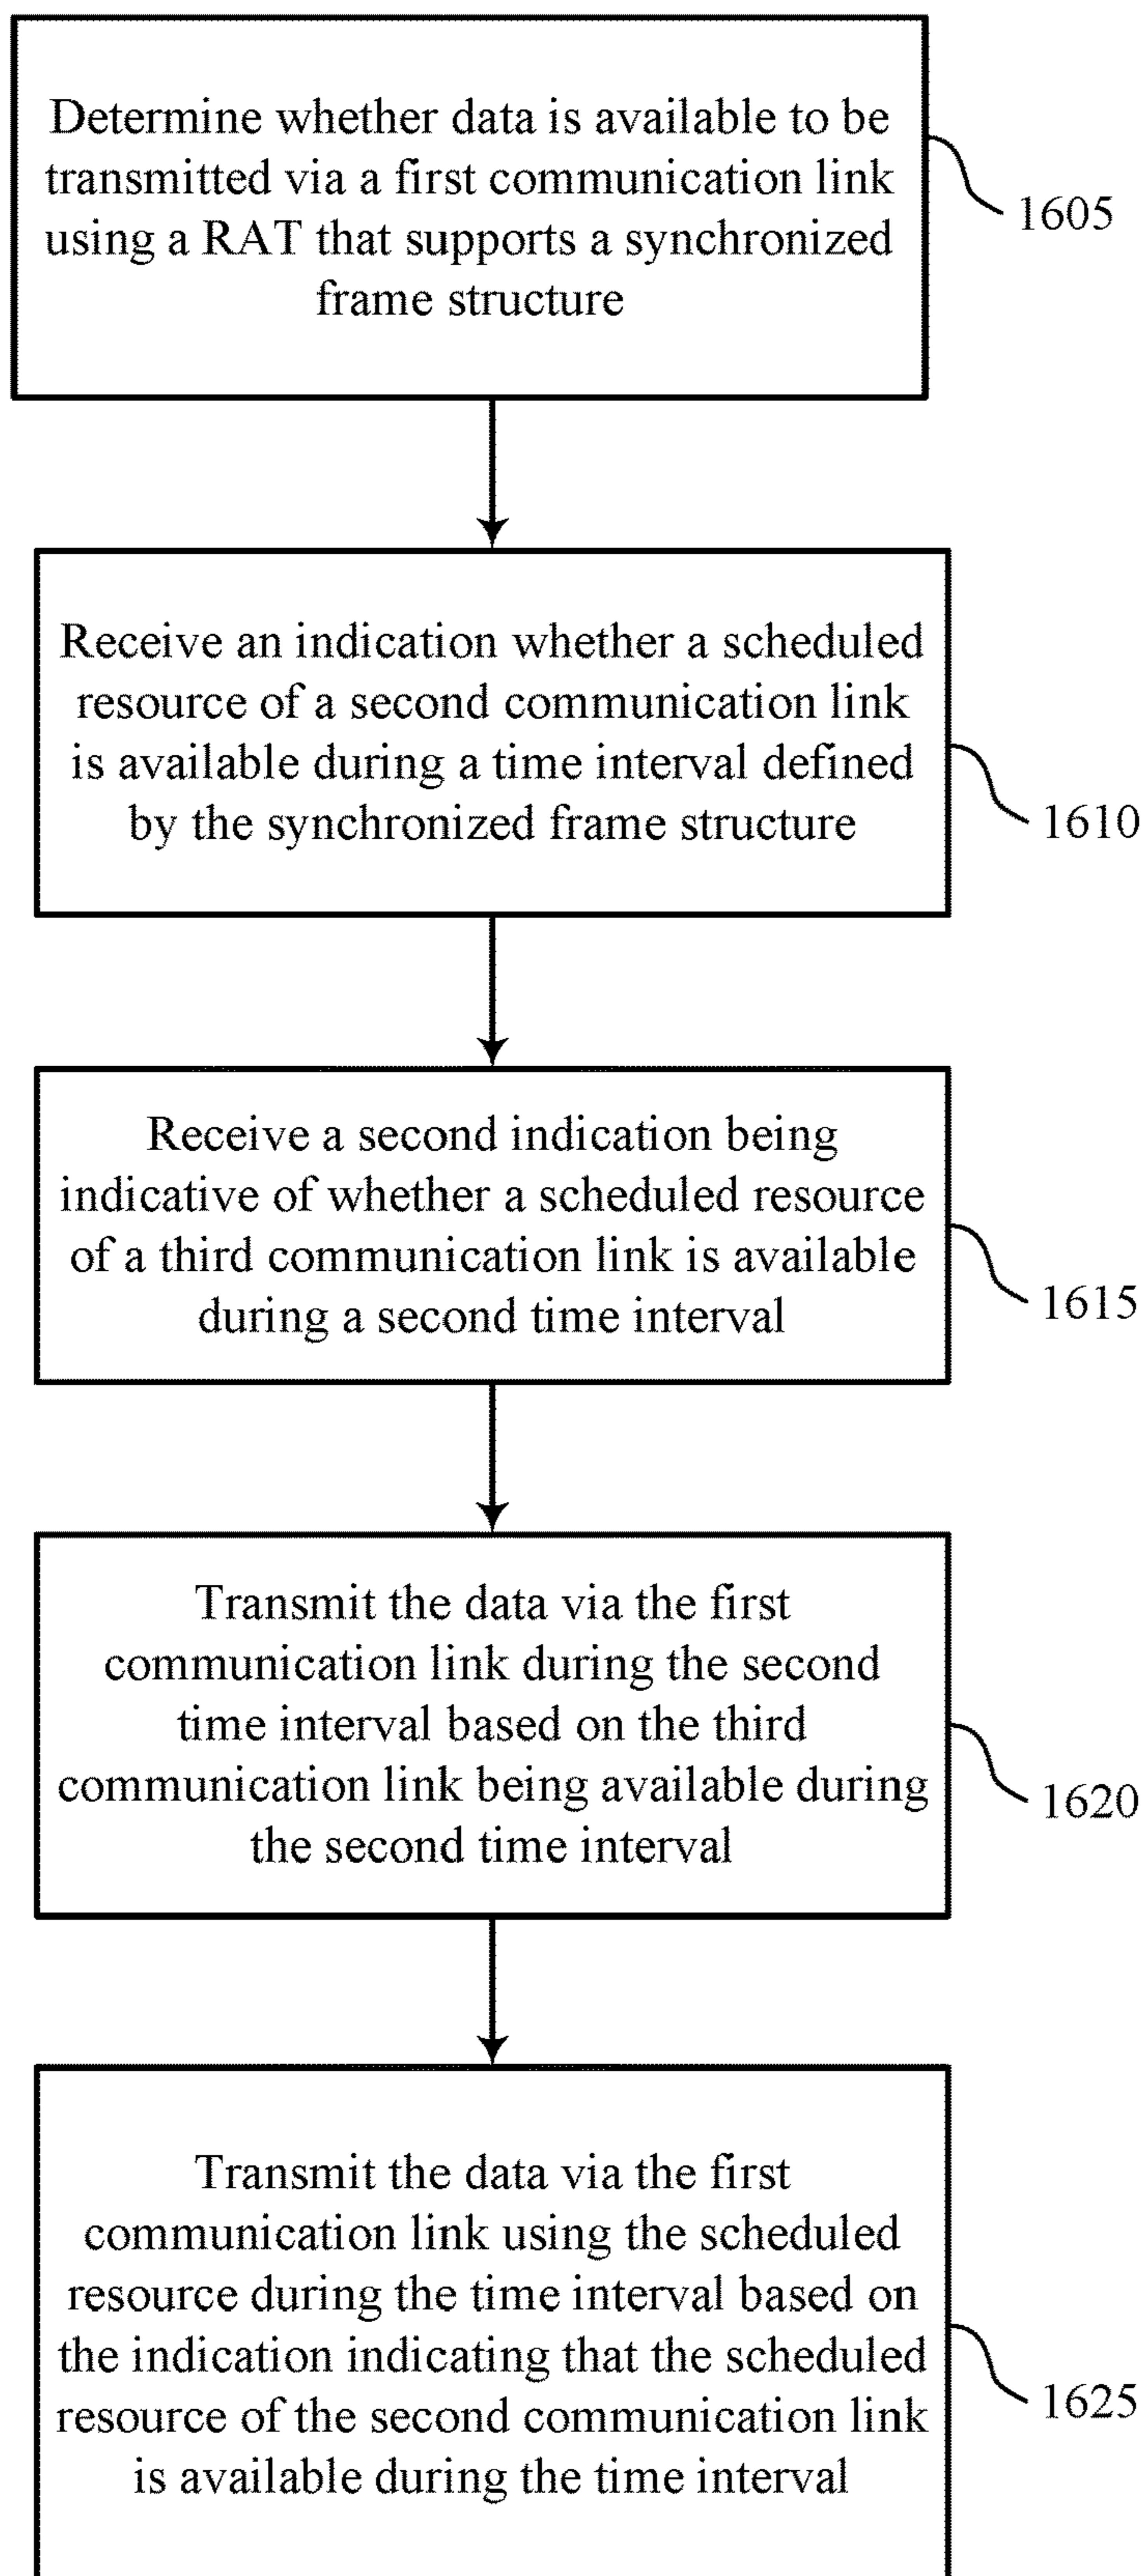 Determine whether data is available to be
transmitted via a first communication link
using a RAT that supports a synchronized
frame structure
1605
Receive an indication whether a scheduled
resource of a second communication link
is available during a time interval defined
by the synchronized frame structure
1610
Receive a second indication being
indicative of whether a scheduled resource
of a third communication link is available
during a second time interval
1615
Transmit the data via the first
communication link during the second
time interval based on the third
communication link being available during
the second time interval
1620
Transmit the data via the first
communication link using the scheduled
resource during the time interval based on
the indication indicating that the scheduled
resource of the second communication link
is available during the time interval
1625